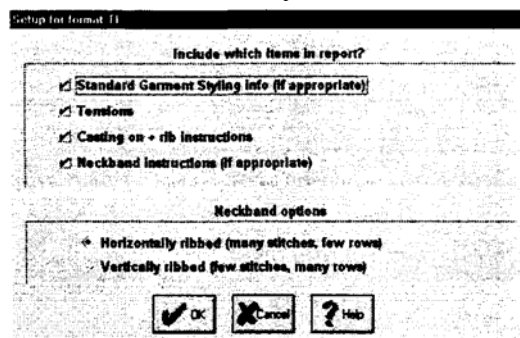 Setup for format T1
Include which items in report?
Standard Garment Styling info (if appropriate)
Tensions
Casting on + rib instructions
Neckband instructions (if appropriate)
Neckband options
Horizontally ribbed (many stitches, few rows)
Vertically ribbed (few stitches, many rows)
OK
Cancel
Help